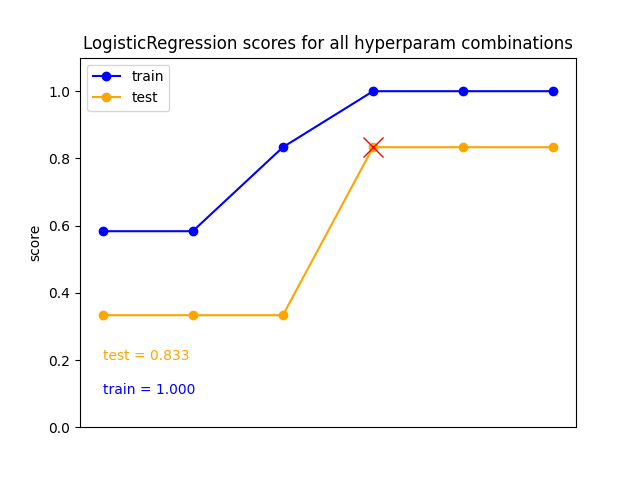 LogisticRegression scores for all hyperparam combinations
train
test
score
1.0
0.8
0.6
0.4
0.2
0.0
test = 0.833
train = 1.000